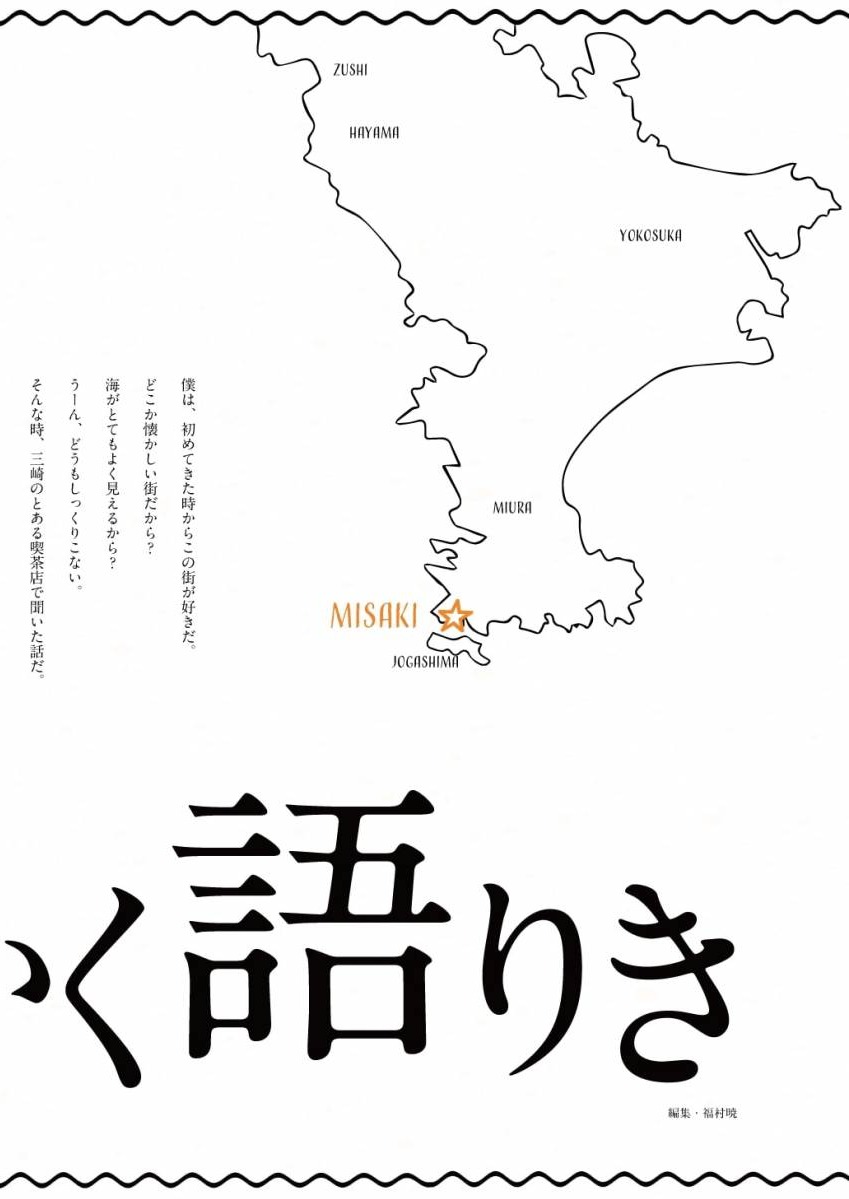 ZUSHI
HAYAMA
YOKOSUKA
MIURA
MISAKI
JOGASHIMA
僕は、初めてきた時からこの街が好きだ。
どこか懐かしい街だから？
海がとてもよく見えるから？
うーん、どうもしっくりこない。
そんな時、三崎のとある喫茶店で聞いた話だ。
く語りき
編集・福村暁